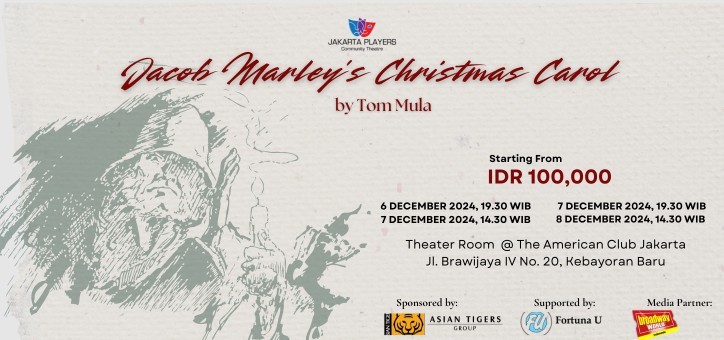 JAKARTA PLAYERS
Community Theatre
Jacob Marley's Christmas Carol
by Tom Mula
Starting From
IDR 100,000
6 DECEMBER 2024, 19.30 WIB
7 DECEMBER 2024, 19.30 WIB
7 DECEMBER 2024, 14.30 WIB
8 DECEMBER 2024, 14.30 WIB
Theater Room @ The American Club Jakarta
Jl. Brawijaya IV No. 20, Kebayoran Baru
Sponsored by:
Supported by:
Media Partner:
ASIAN TIGERS
GROUP
FU
Fortuna U
broadway
WORLD